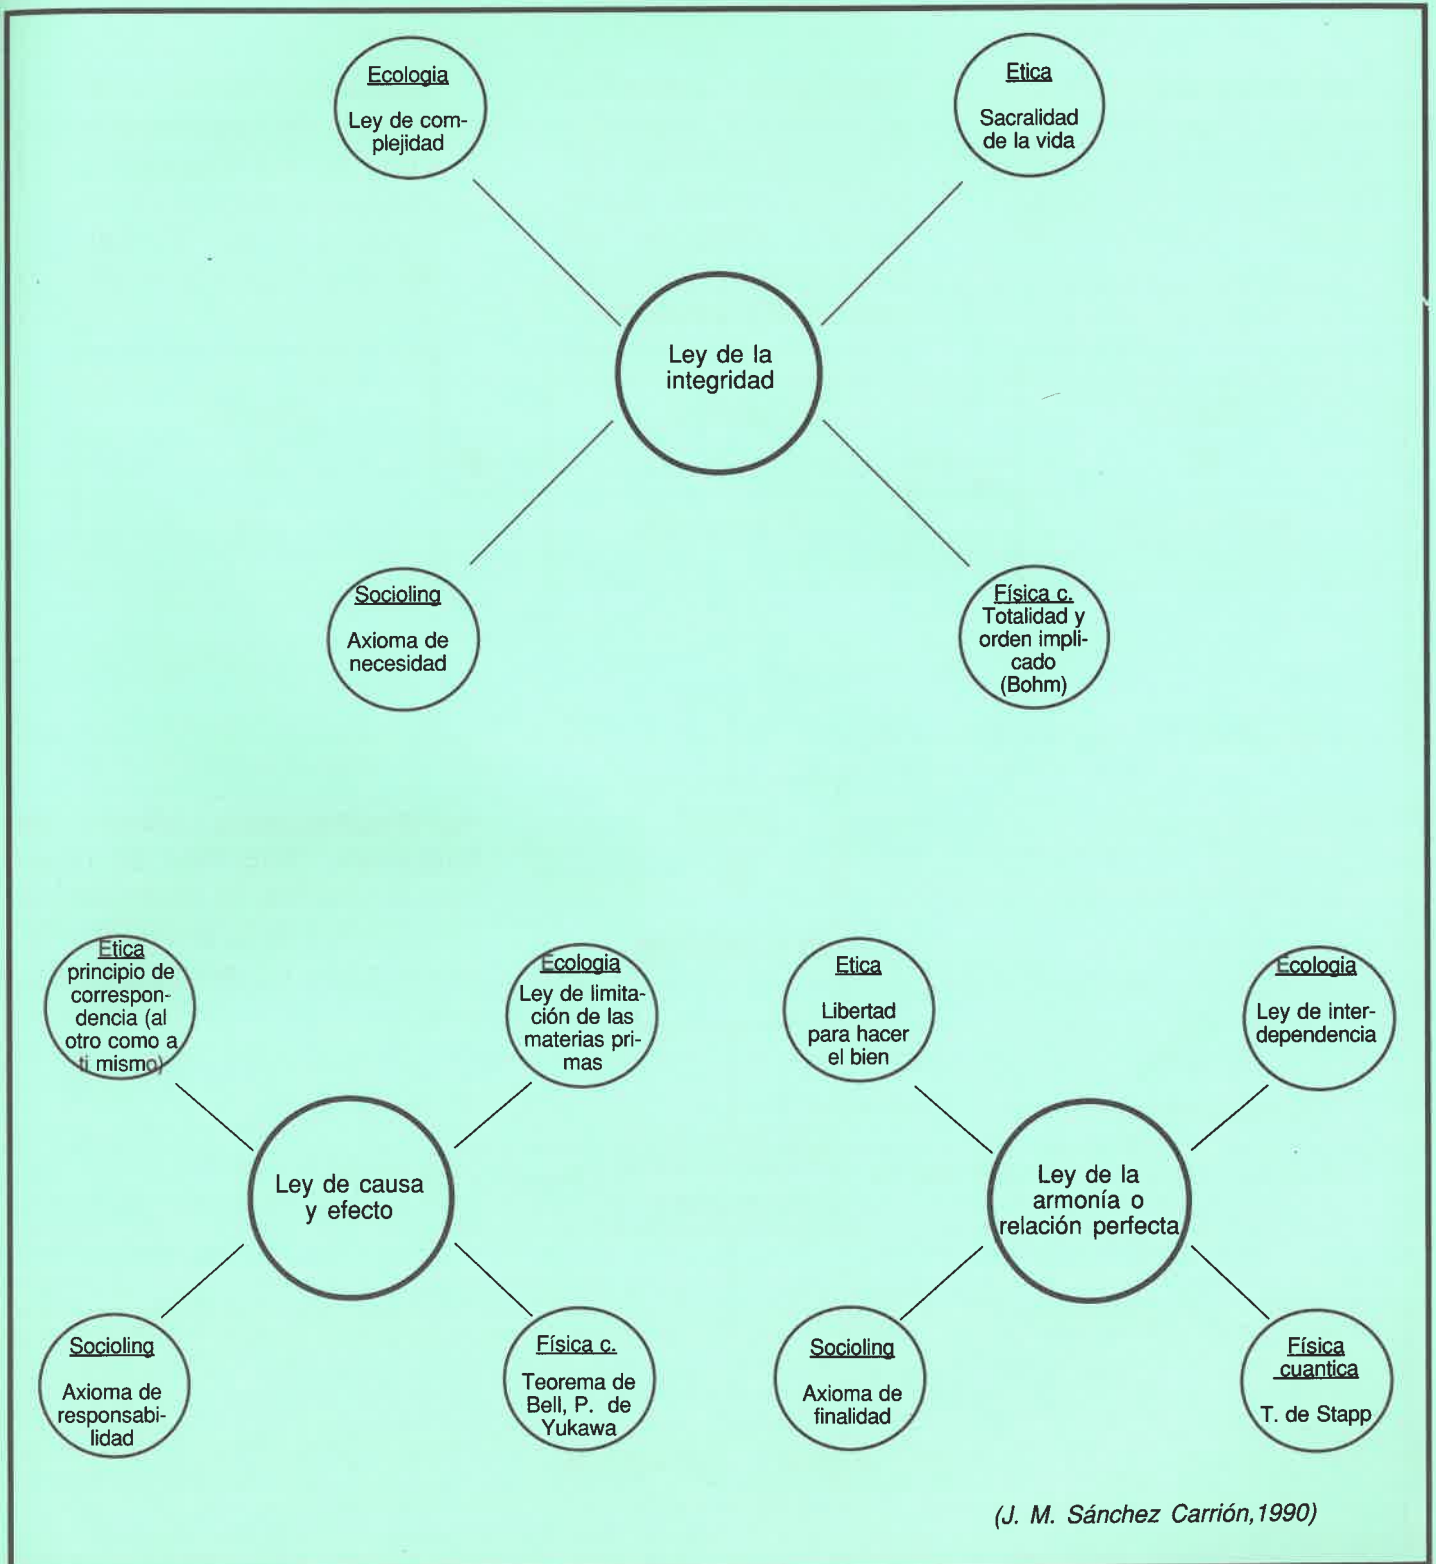 Ecologia
Ley de com-
plejidad
Etica
Sacralidad
de la vida
Ley de la
integridad
Socioling
Axioma de
necesidad
Física c.
Totalidad y
orden impli-
cado
(Bohm)
Etica
principio de
correspon-
dencia (al
otro como a
ti mismo)
Ecologia
Ley de limita-
ción de las
materias pri-
mas
Ley de causa
y efecto
Socioling
Axioma de
responsabi-
lidad
Física c.
Teorema de
Bell, P. de
Yukawa
Etica
Libertad
para hacer
el bien
Ecologia
Ley de inter-
dependencia
Ley de la
armonía o
relación perfecta
Socioling
Axioma de
finalidad
Física
cuantica
T. de Stapp
(J. M. Sánchez Carrión, 1990)